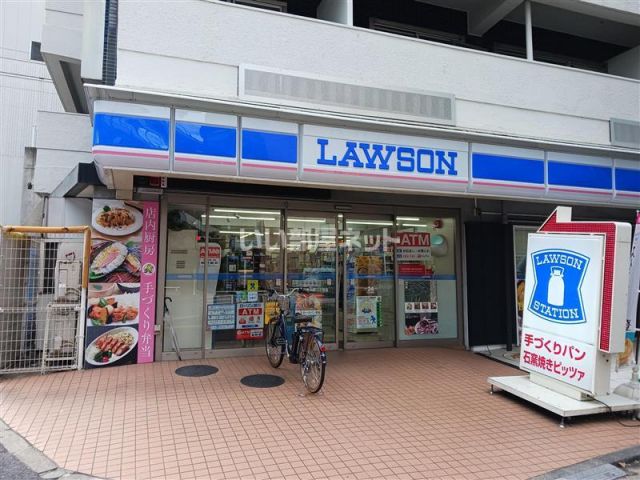 LAWSON
いい部屋ネット
店内厨房
手づくり弁当
ATM
ATM
LAWSON
STATION
手づくりパン
石窯焼きピッツァ